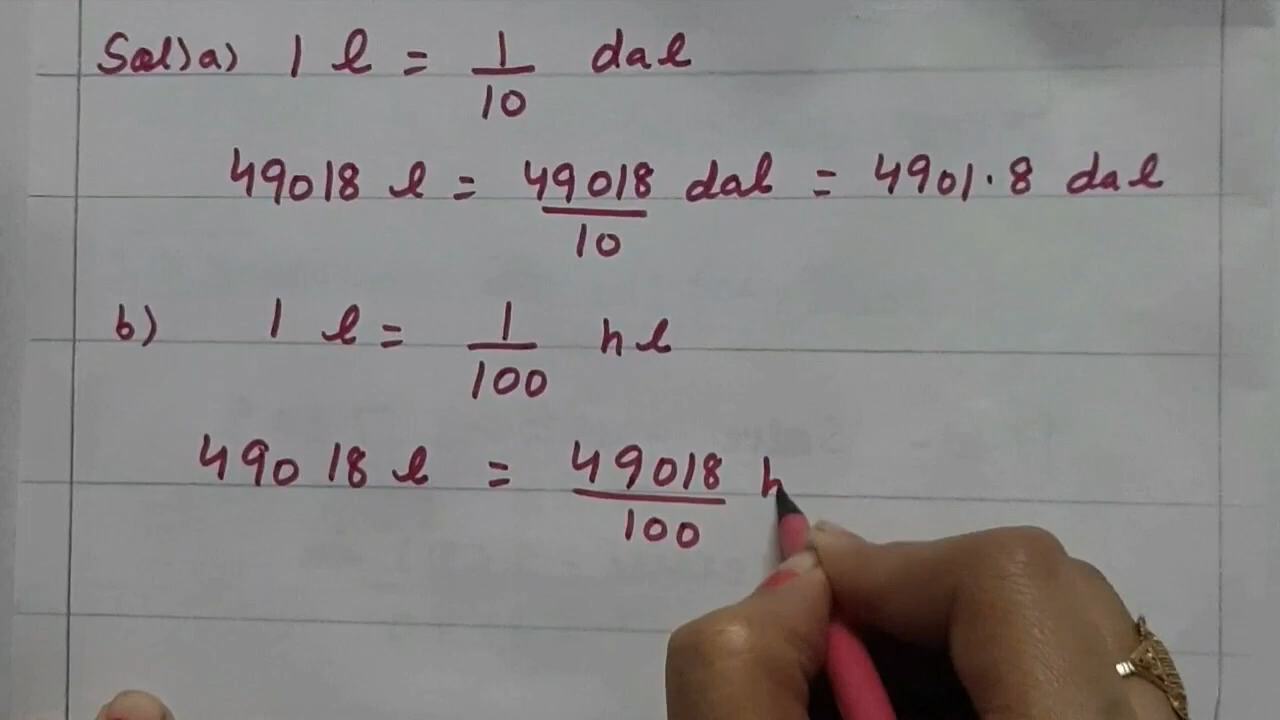 Sol) a) 1 l = 1/10 dal
49018 l = 49018/10 dal = 4901.8 dal
b) 1 l = 1/100 hl
49018 l = 49018/100 h